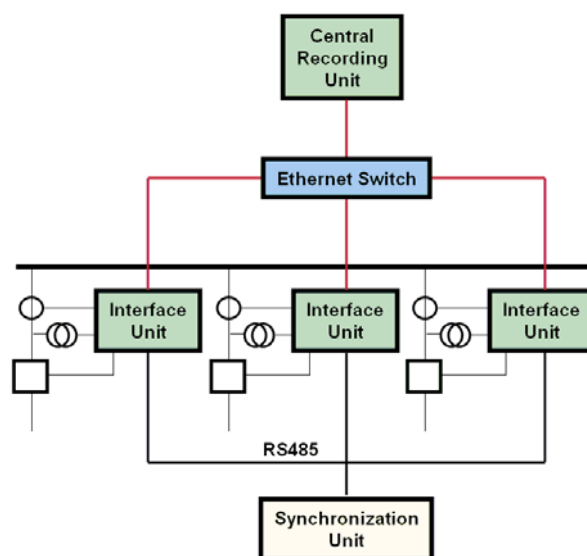 Central
Recording
Unit
Ethernet Switch
Interface
Unit
Interface
Unit
Interface
Unit
RS485
Synchronization
Unit